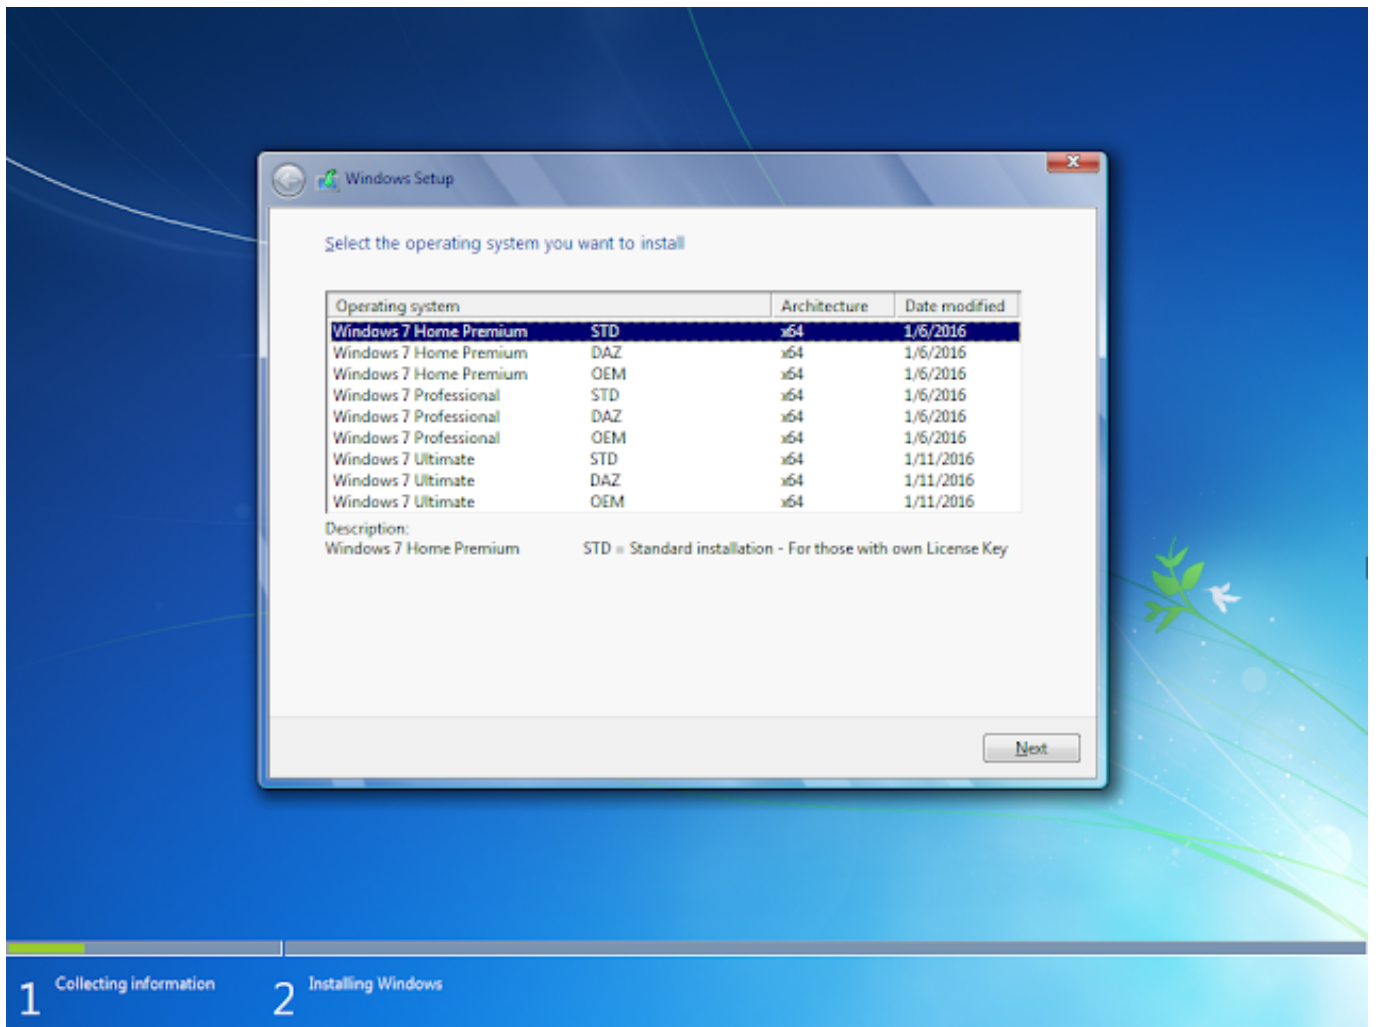 Windows Setup
Select the operating system you want to install
Operating system Architecture Date modified
Windows 7 Home Premium STD x64 1/6/2016
Windows 7 Home Premium DAZ x64 1/6/2016
Windows 7 Home Premium OEM x64 1/6/2016
Windows 7 Professional STD x64 1/6/2016
Windows 7 Professional DAZ x64 1/6/2016
Windows 7 Professional OEM x64 1/6/2016
Windows 7 Ultimate STD x64 1/11/2016
Windows 7 Ultimate DAZ x64 1/11/2016
Windows 7 Ultimate OEM x64 1/11/2016
Description:
Windows 7 Home Premium STD = Standard installation - For those with own License Key
Next
1 Collecting information 2 Installing Windows